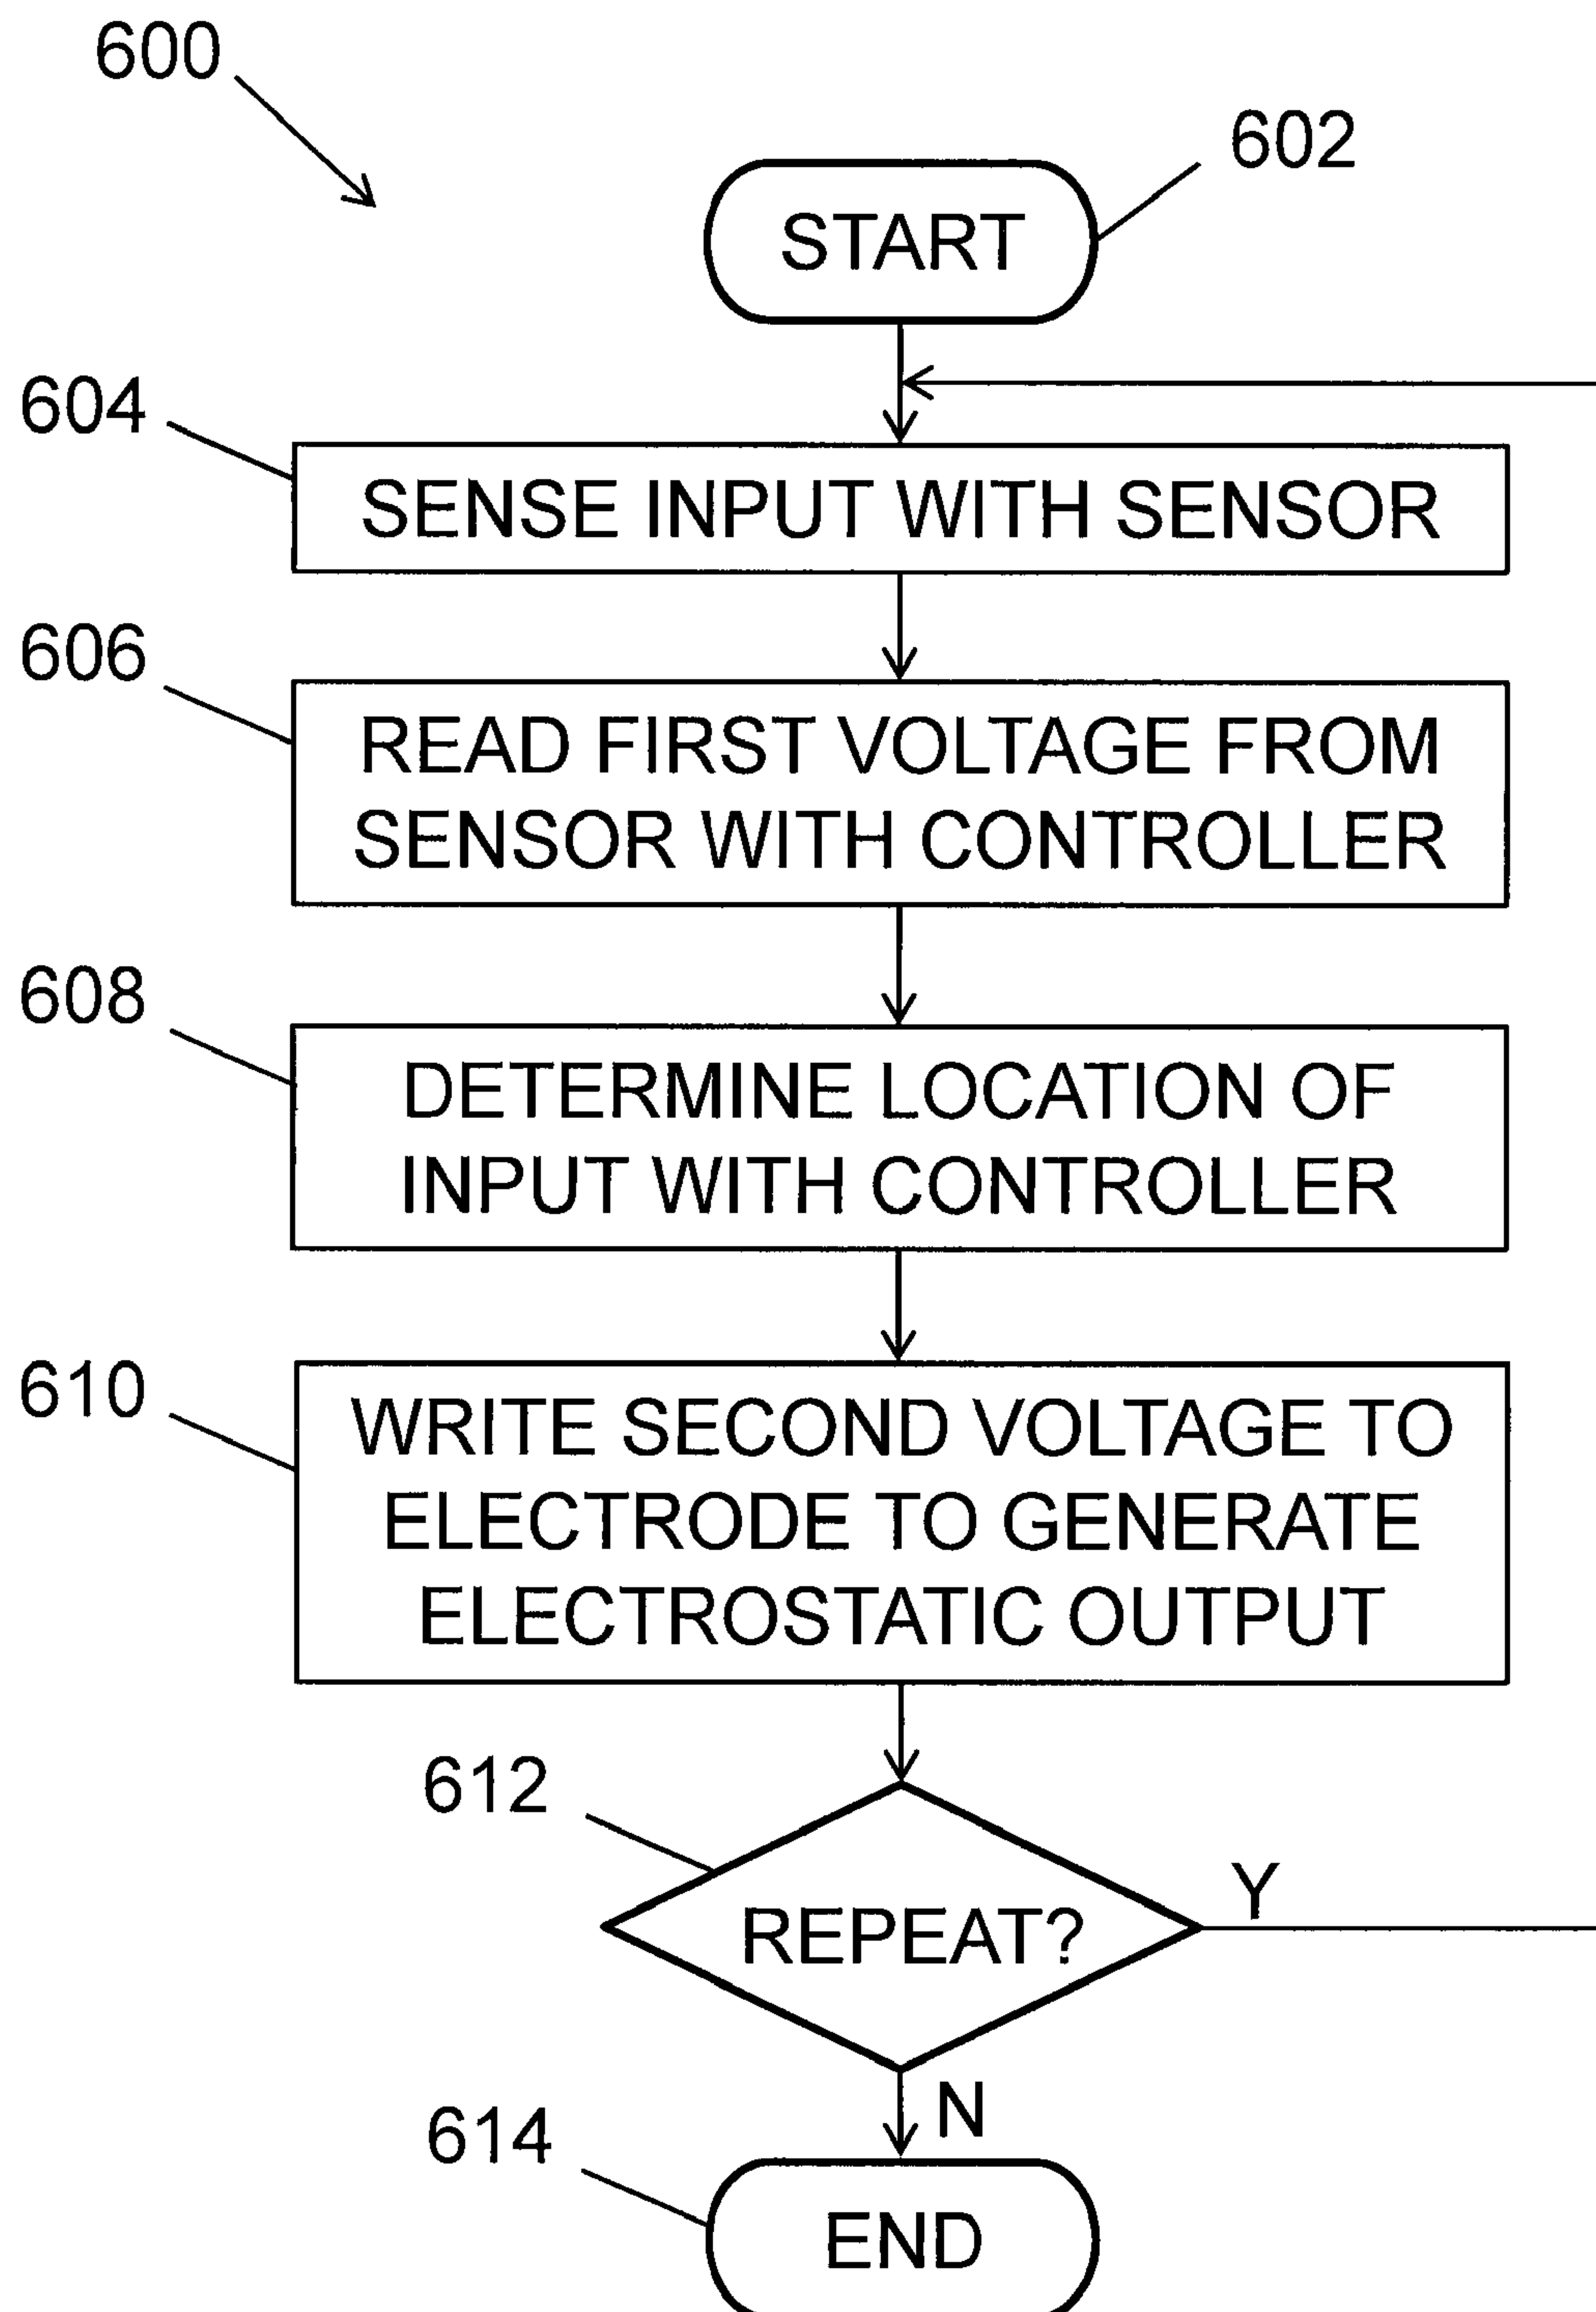 600
602
START
604
SENSE INPUT WITH SENSOR
606
READ FIRST VOLTAGE FROM
SENSOR WITH CONTROLLER
608
DETERMINE LOCATION OF
INPUT WITH CONTROLLER
610
WRITE SECOND VOLTAGE TO
ELECTRODE TO GENERATE
ELECTROSTATIC OUTPUT
612
REPEAT?
Y
N
614
END